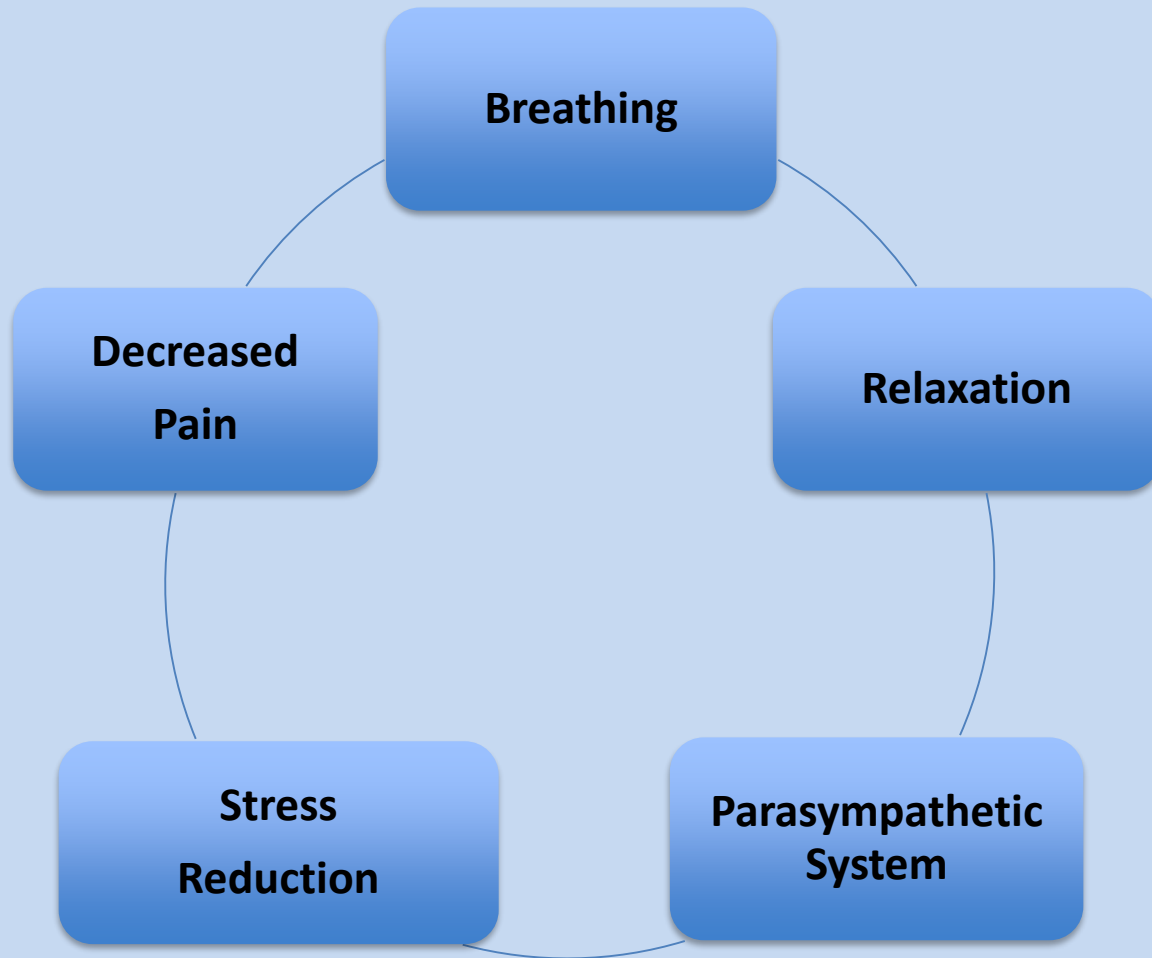 Breathing
Relaxation
Parasympathetic
System
Stress
Reduction
Decreased
Pain